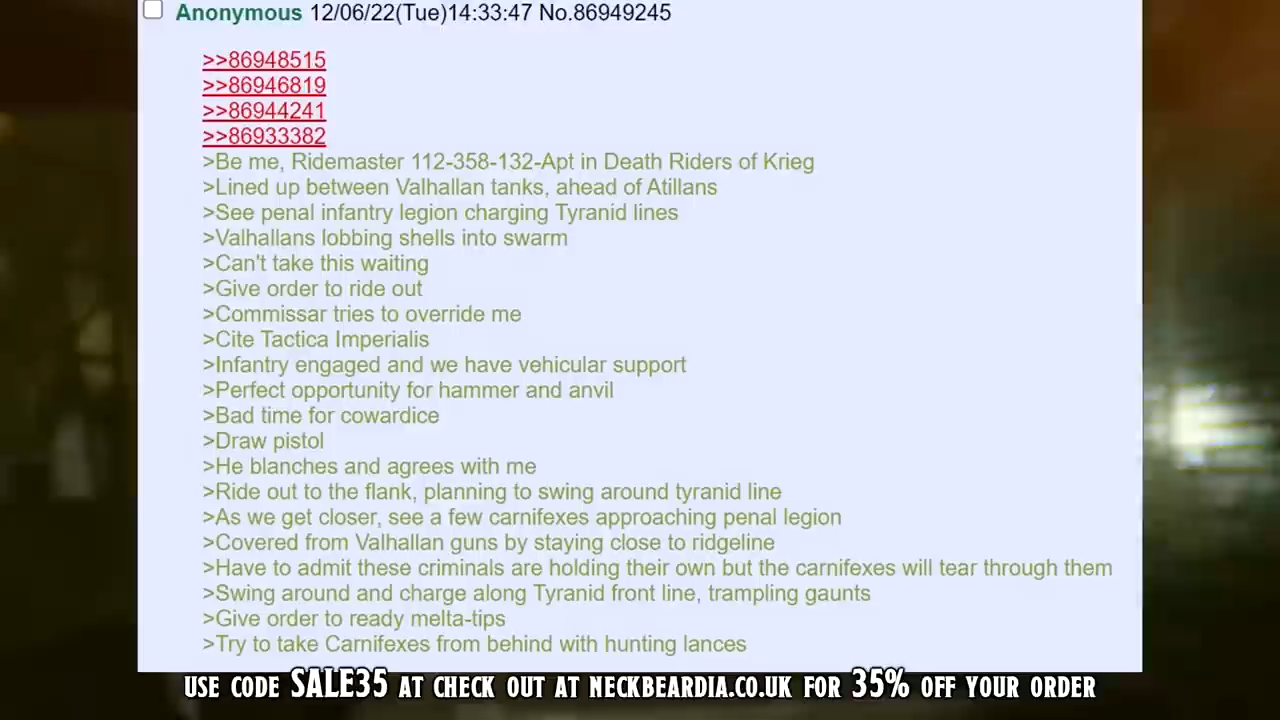 Anonymous 12/06/22(Tue)14:33:47 No.86949245
>>86948515
>>86946819
>>86944241
>>86933382
>Be me, Ridemaster 112-358-132-Apt in Death Riders of Krieg
>Lined up between Valhallan tanks, ahead of Atillans
>See penal infantry legion charging Tyranid lines
>Valhallans lobbing shells into swarm
>Can't take this waiting
>Give order to ride out
>Commissar tries to override me
>Cite Tactica Imperialis
>Infantry engaged and we have vehicular support
>Perfect opportunity for hammer and anvil
>Bad time for cowardice
>Draw pistol
>He blanches and agrees with me
>Ride out to the flank, planning to swing around tyranid line
>As we get closer, see a few carnifexes approaching penal legion
>Covered from Valhallan guns by staying close to ridgeline
>Have to admit these criminals are holding their own but the carnifexes will tear through them
>Swing around and charge along Tyranid front line, trampling gaunts
>Give order to ready melta-tips
>Try to take Carnifexes from behind with hunting lances
USE CODE SALE35 AT CHECK OUT AT NECKBEARDIA.CO.UK FOR 35% OFF YOUR ORDER